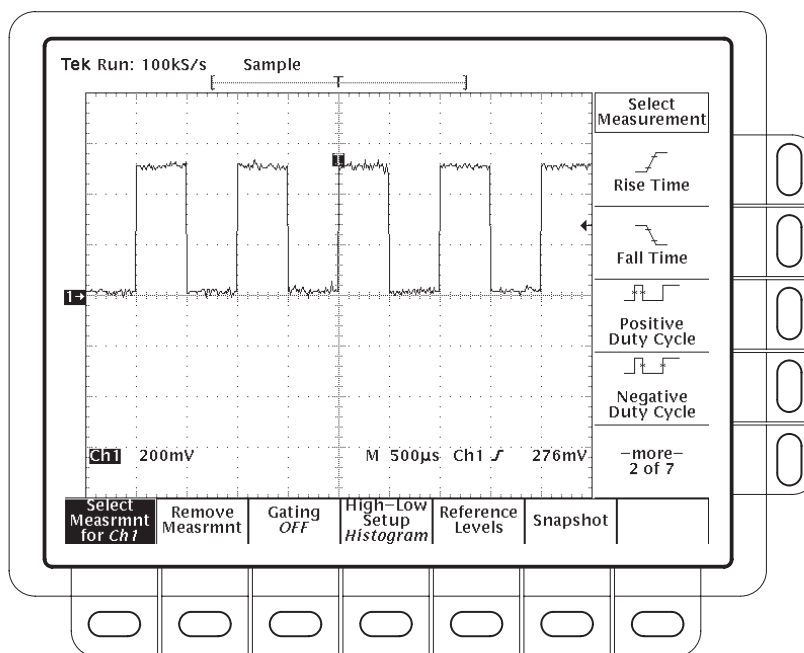 Tek Run: 100kS/s Sample
[ T ]
Select
Measurement
Rise Time
Fall Time
Positive
Duty Cycle
Negative
Duty Cycle
–more–
2 of 7
T
1→
Ch1 200mV M 500µs Ch1 276mV
Select
Measrmnt
for Ch1
Remove
Measrmnt
Gating
OFF
High–Low
Setup
Histogram
Reference
Levels
Snapshot